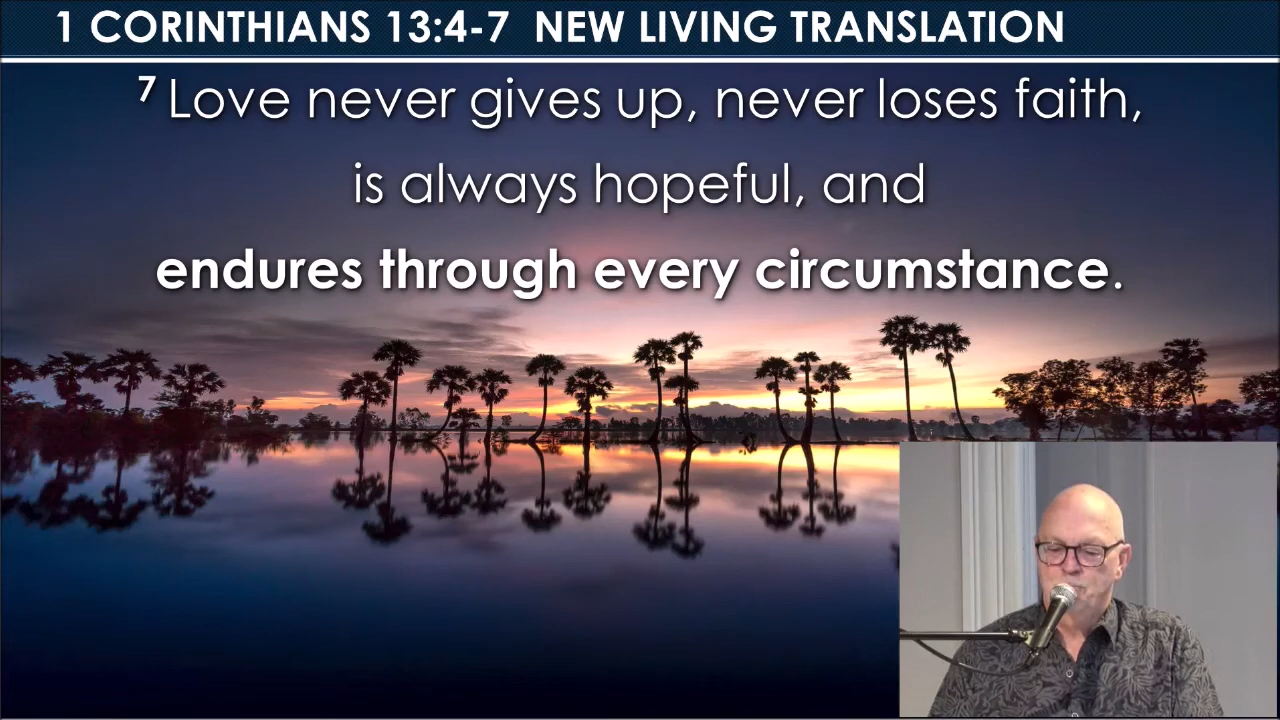 1 CORINTHIANS 13:4-7 NEW LIVING TRANSLATION
7 Love never gives up, never loses faith,
is always hopeful, and
endures through every circumstance.